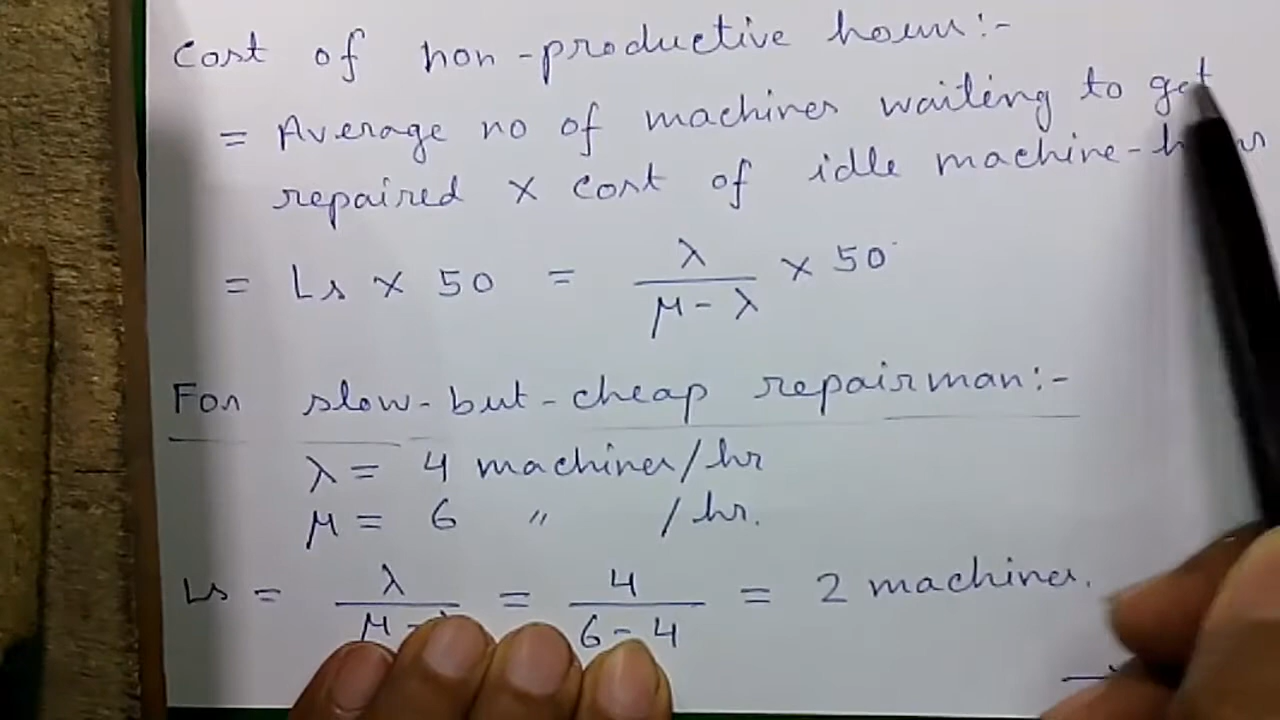 Cost of non-productive hour:-
= Average no of machines waiting to get
repaired × cost of idle machine-
= Ls × 50 = λ / μ - λ × 50
For slow-but-cheap repairman:-
λ = 4 machines/hr
μ = 6 " /hr.
Ls = λ / μ - = 4 / 6-4 = 2 machines.